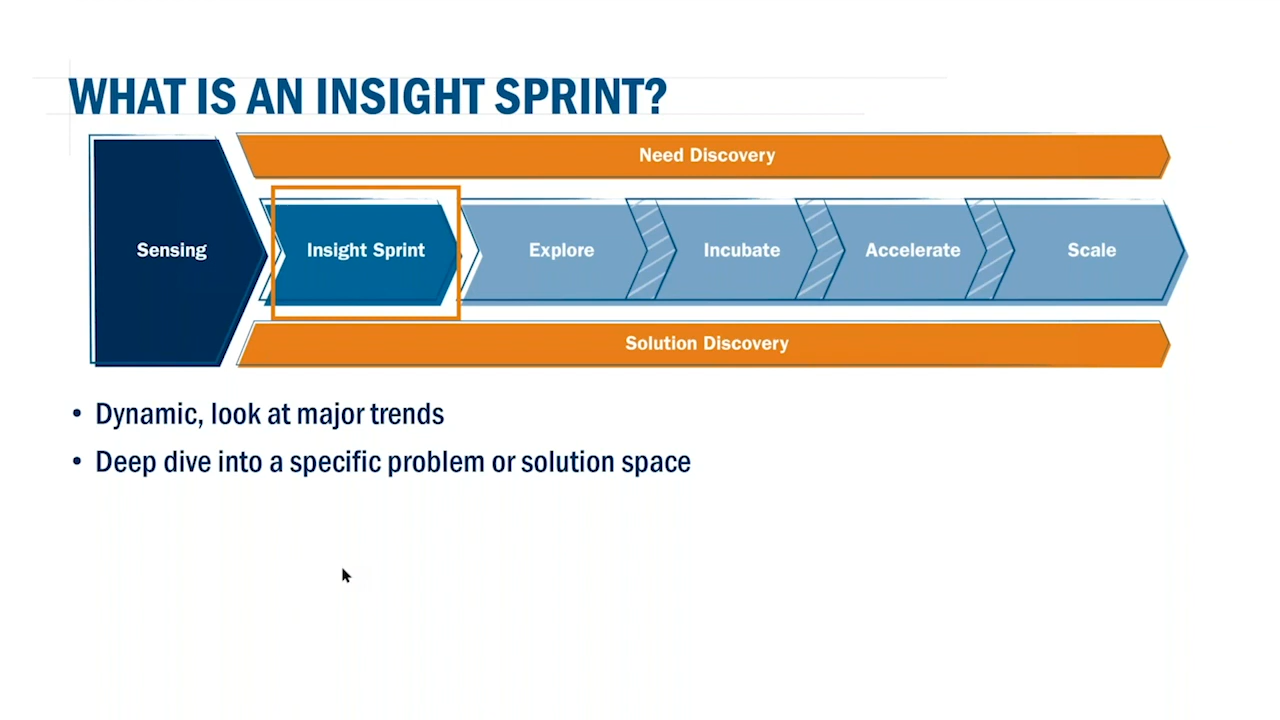 WHAT IS AN INSIGHT SPRINT?
Need Discovery
Sensing
Insight Sprint
Explore
Incubate
Accelerate
Scale
Solution Discovery
• Dynamic, look at major trends
• Deep dive into a specific problem or solution space